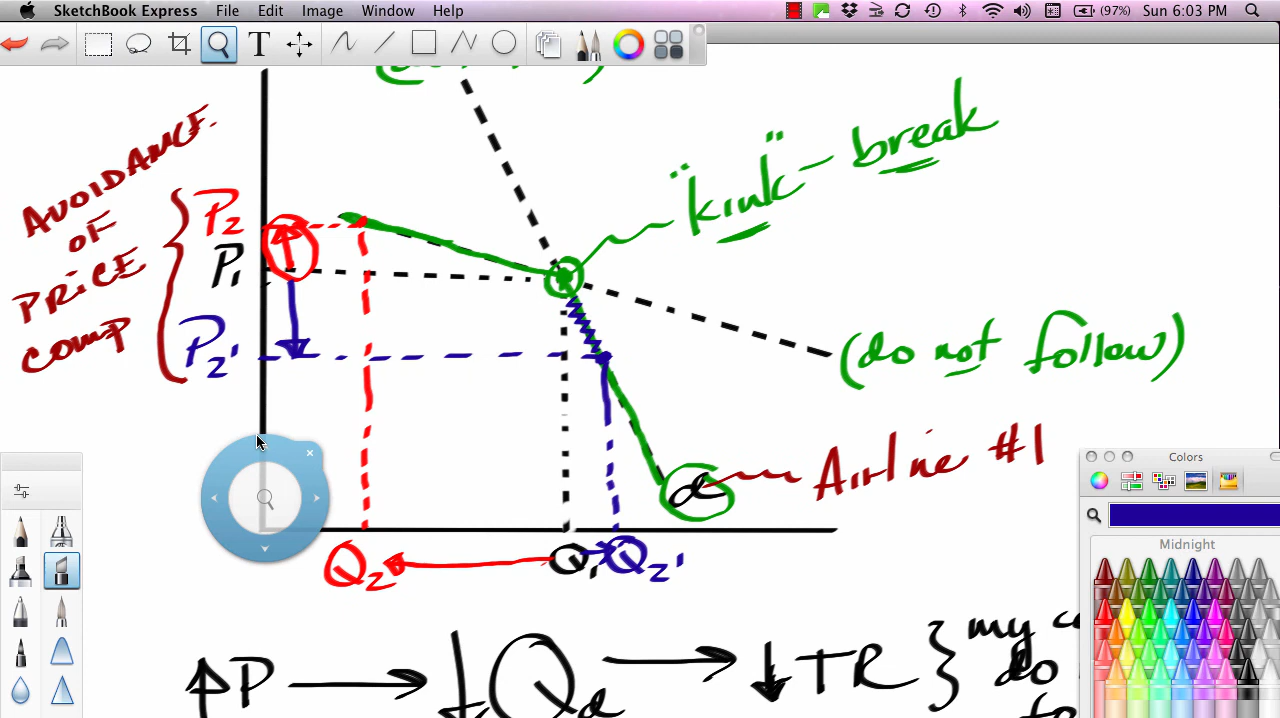 SketchBook Express File Edit Image Window Help (97%) Sun 6:03 PM
T
AVOIDANCE
OF
PRICE
COMP
P2
P1
P2'
"kink" - break
(do not follow)
d
Airline #1
Q2
Q1
Q2'
Colors
Midnight
↑P → ↓Qd → ↓TR } my
do